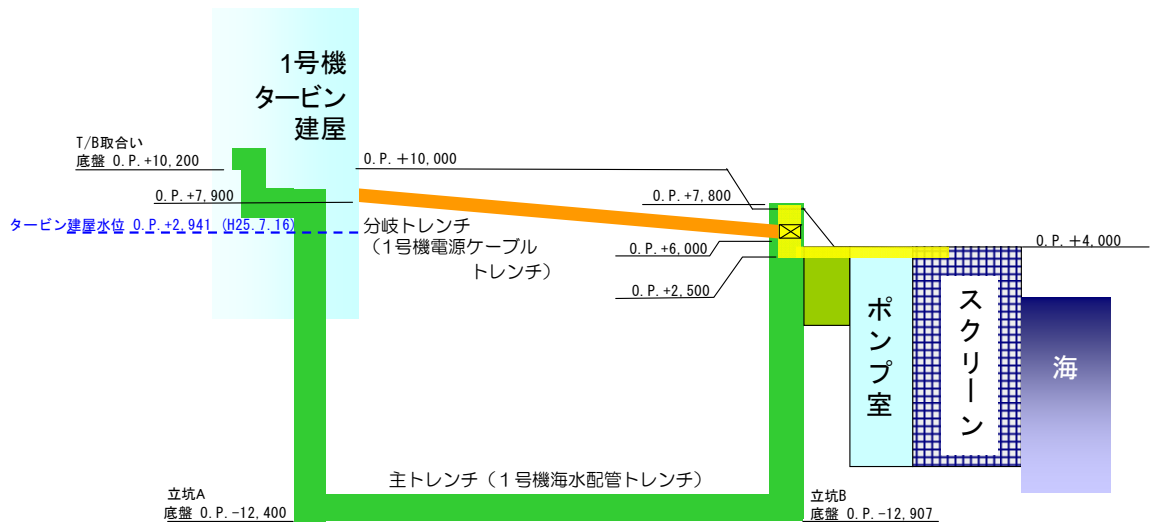 1号機
タービン
建屋
T/B取合い
底盤 O.P.+10,200
O.P.＋10,000
O.P.+7,900
O.P.+7,800
タービン建屋水位 O.P.+2,941 (H25.7.16)
分岐トレンチ
（1号機電源ケーブル
トレンチ）
O.P.+6,000
O.P.＋4,000
O.P.+2,500
ポンプ室
スクリーン
海
主トレンチ（１号機海水配管トレンチ）
立坑A
底盤 O.P.-12,400
立坑B
底盤 O.P.-12,907